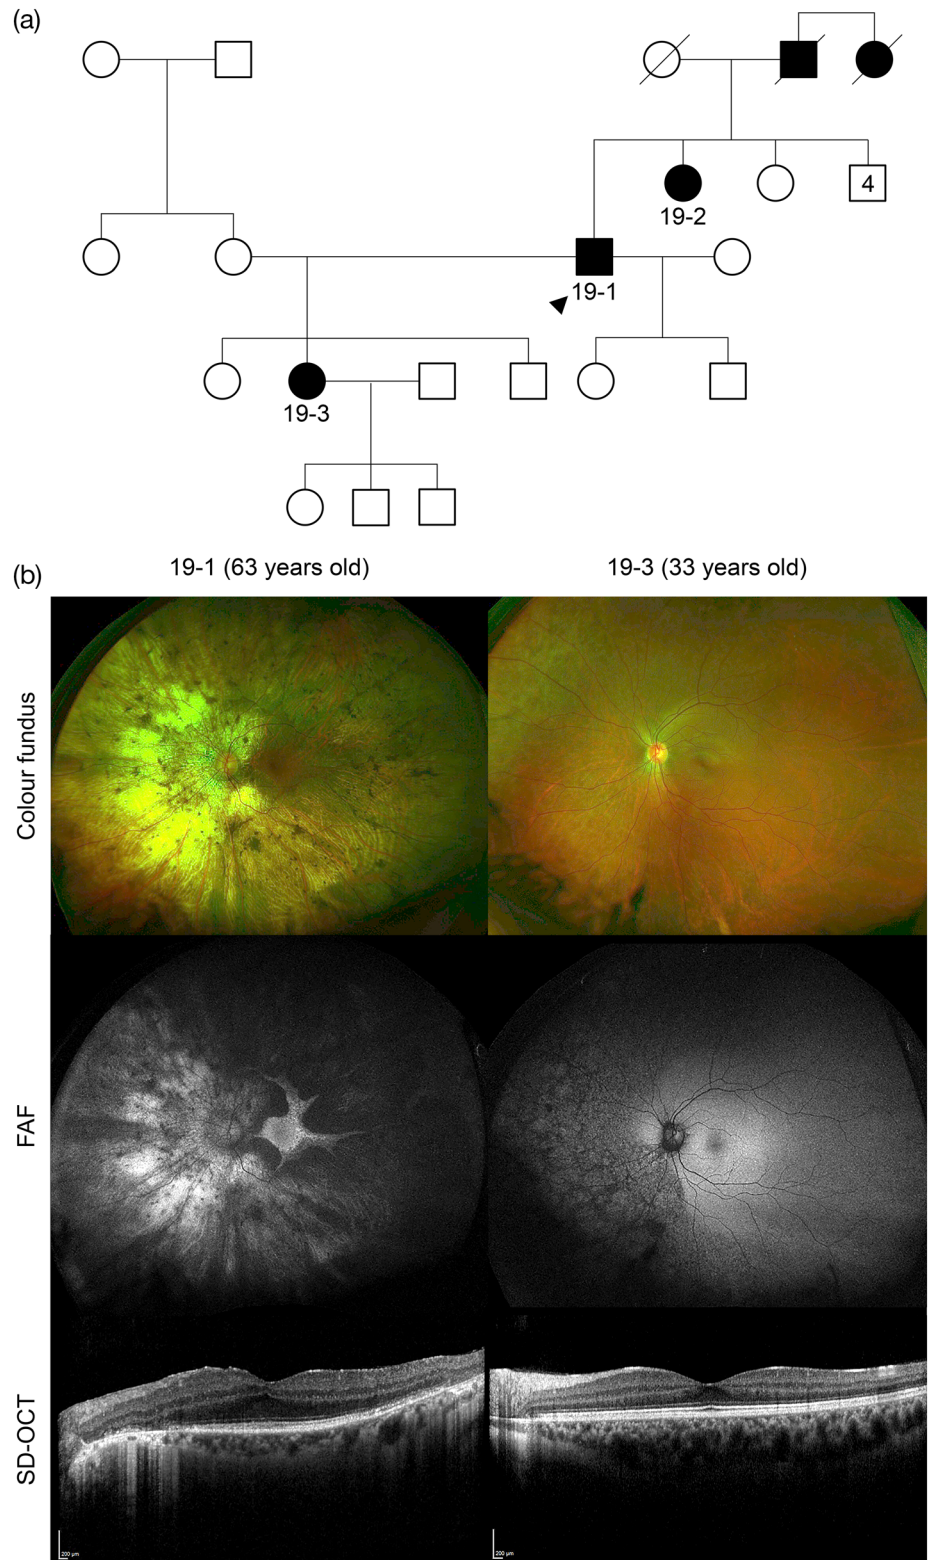 (a)
4
19-2
19-1
19-3
(b)
19-1 (63 years old)
19-3 (33 years old)
Colour fundus
FAF
SD-OCT
200 µm
200 µm